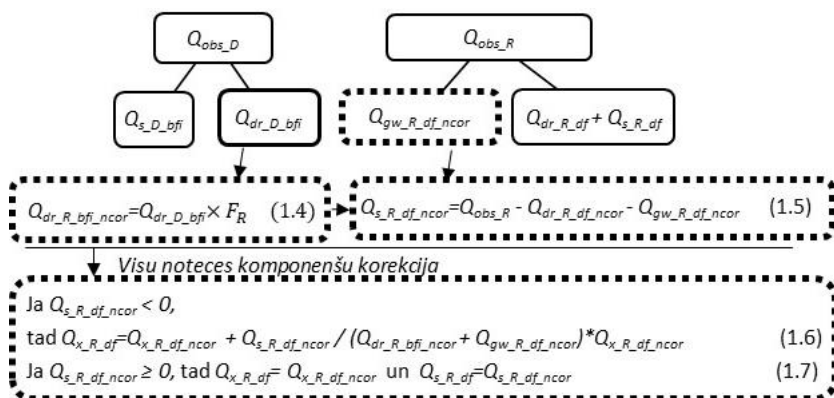 Q_obs_D
Q_obs_R
Q_s_D_bfi
Q_dr_D_bfi
Q_gw_R_df_ncor
Q_dr_R_df + Q_s_R_df
Q_dr_R_bfi_ncor=Q_dr_D_bfi × F_R (1.4)
Q_s_R_df_ncor=Q_obs_R - Q_dr_R_df_ncor - Q_gw_R_df_ncor (1.5)
Visu noteces komponenšu korekcija
Ja Q_s_R_df_ncor < 0,
tad Q_x_R_df=Q_x_R_df_ncor + Q_s_R_df_ncor / (Q_dr_R_bfi_ncor + Q_gw_R_df_ncor)*Q_x_R_df_ncor (1.6)
Ja Q_s_R_df_ncor ≥ 0, tad Q_x_R_df= Q_x_R_df_ncor un Q_s_R_df=Q_s_R_df_ncor (1.7)